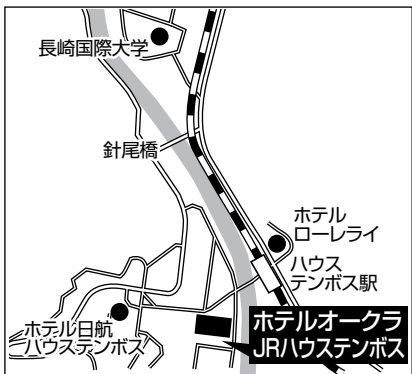 長崎国際大学
針尾橋
ホテル
ローレライ
ハウス
テンボス駅
ホテル日航
ハウステンボス
ホテルオークラ
JRハウステンボス